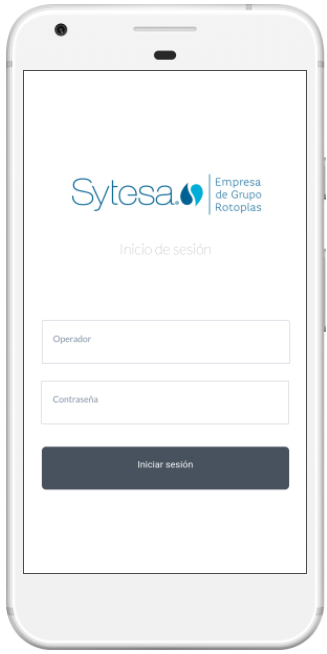 Sytesa.
Empresa
de Grupo
Rotoplas
Inicio de sesión
Operador
Contraseña
Iniciar sesión